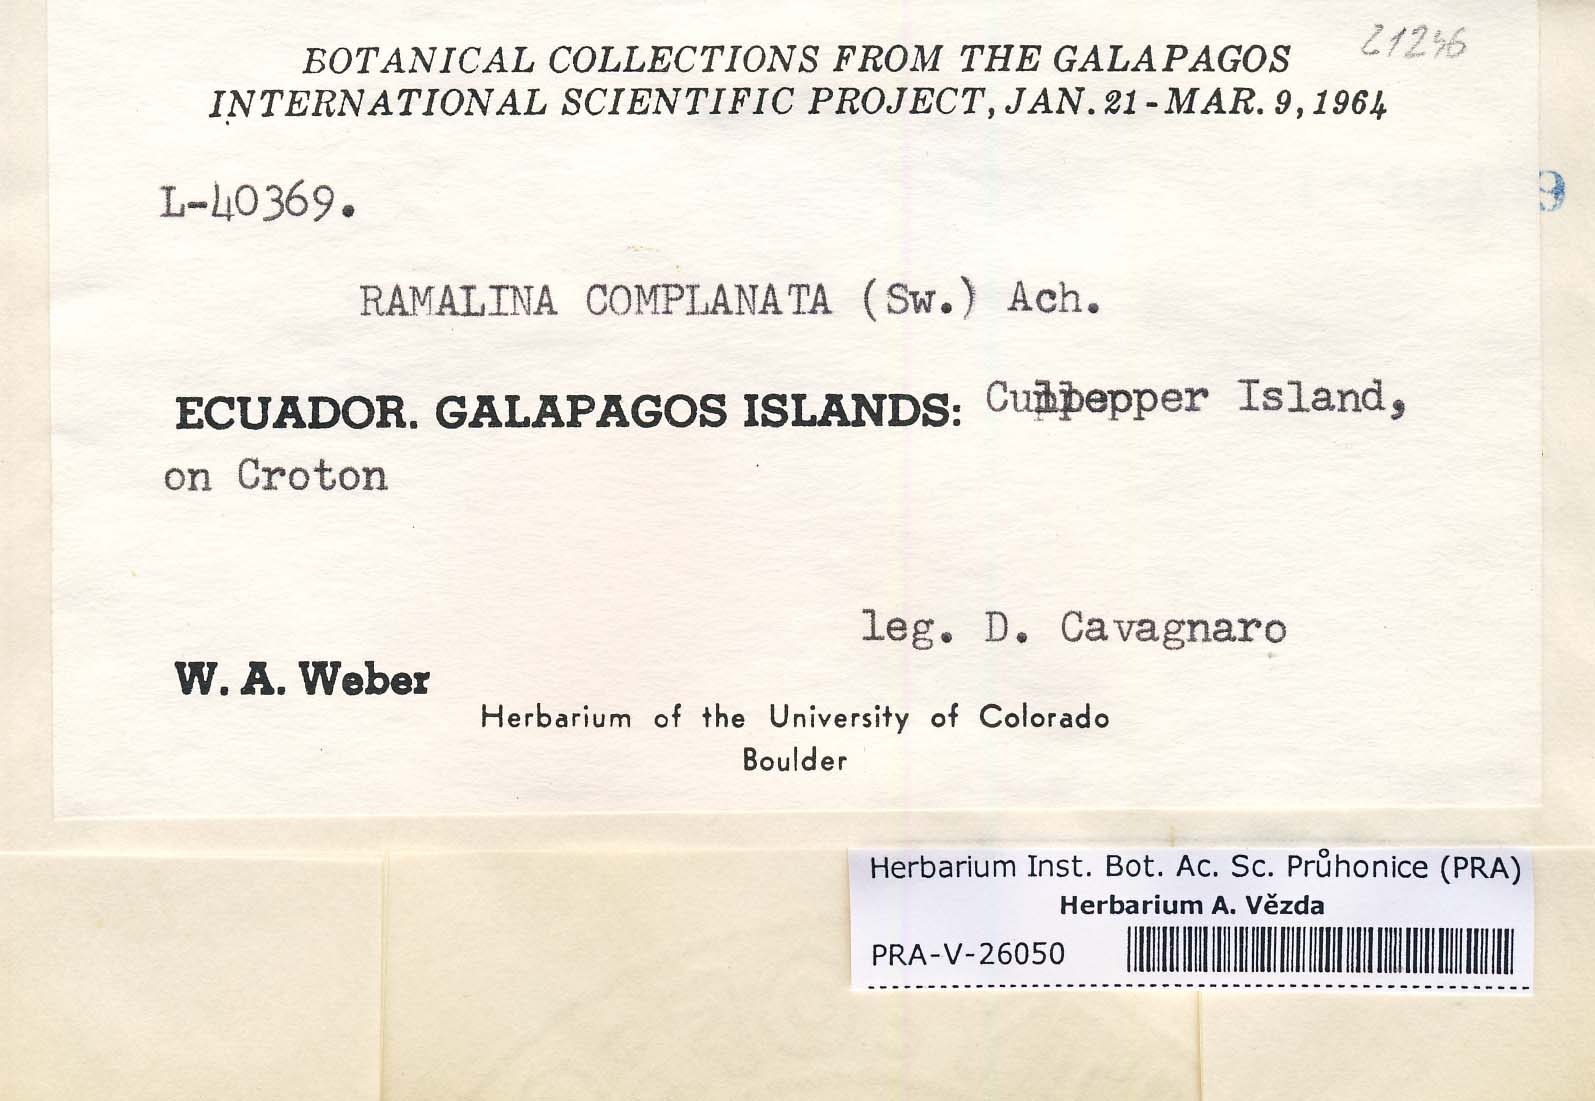 21246
BOTANICAL COLLECTIONS FROM THE GALAPAGOS
INTERNATIONAL SCIENTIFIC PROJECT, JAN. 21 - MAR. 9, 1964
L-40369.
9
RAMALINA COMPLANATA (Sw.) Ach.
ECUADOR. GALAPAGOS ISLANDS: Culpepper Island,
on Croton
leg. D. Cavagnaro
W. A. Weber
Herbarium of the University of Colorado
Boulder
Herbarium Inst. Bot. Ac. Sc. Průhonice (PRA)
Herbarium A. Vězda
PRA-V-26050